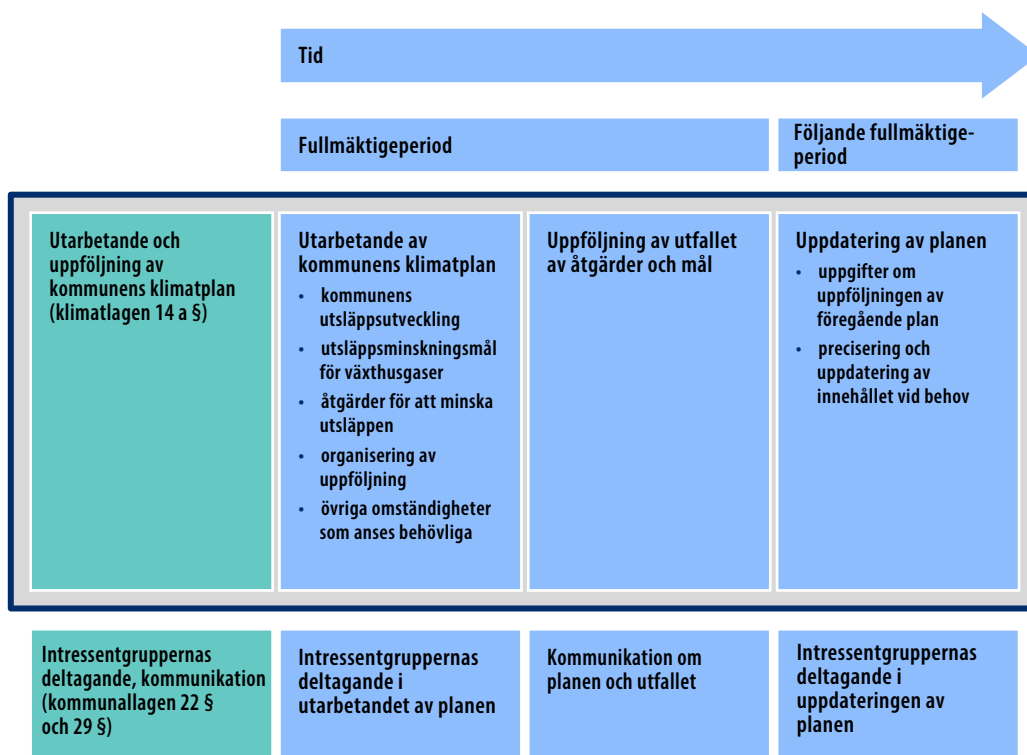 Tid
Fullmäktigeperiod
Följande fullmäktige-
period
Utarbetande och
uppföljning av
kommunens klimatplan
(klimatlagen 14 a §)
Utarbetande av
kommunens klimatplan
• kommunens
utsläppsutveckling
• utsläppsminskningsmål
för växthusgaser
• åtgärder för att minska
utsläppen
• organisering av
uppföljning
• övriga omständigheter
som anses behövliga
Uppföljning av utfallet
av åtgärder och mål
Uppdatering av planen
• uppgifter om
uppföljningen av
föregående plan
• precisering och
uppdatering av
innehållet vid behov
Intressentgruppernas
deltagande, kommunikation
(kommunallagen 22 §
och 29 §)
Intressentgruppernas
deltagande i
utarbetandet av planen
Kommunikation om
planen och utfallet
Intressentgruppernas
deltagande i
uppdateringen av
planen